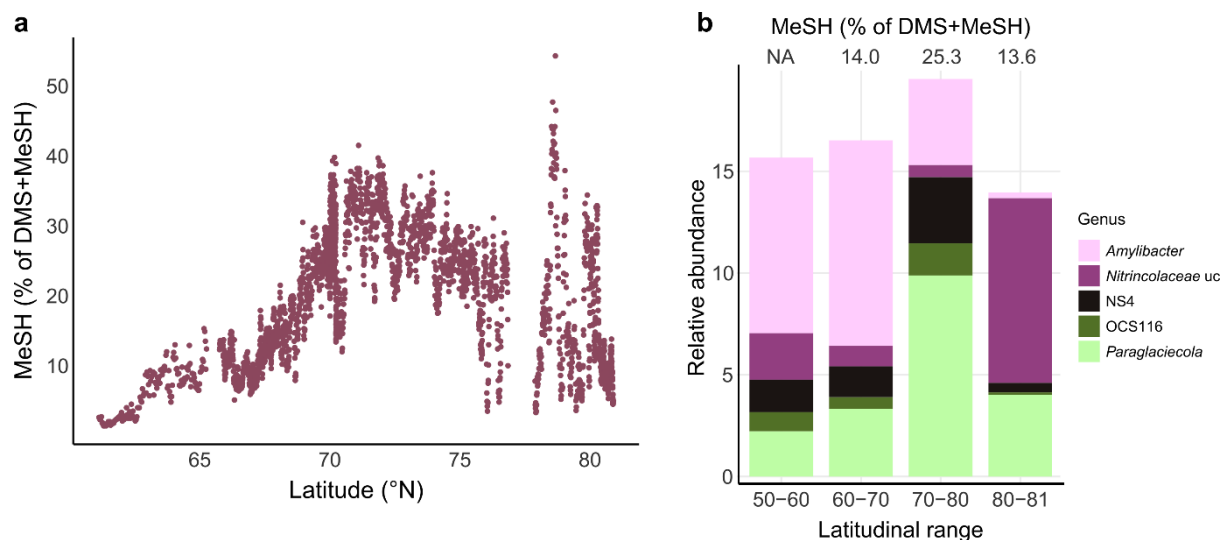 a
MeSH (% of DMS+MeSH)
50
40
30
20
10
65 70 75 80
Latitude (°N)
b
MeSH (% of DMS+MeSH)
NA 14.0 25.3 13.6
Relative abundance
15
10
5
0
50−60 60−70 70−80 80−81
Latitudinal range
Genus
Amylibacter
Nitrincolaceae uc
NS4
OCS116
Paraglaciecola